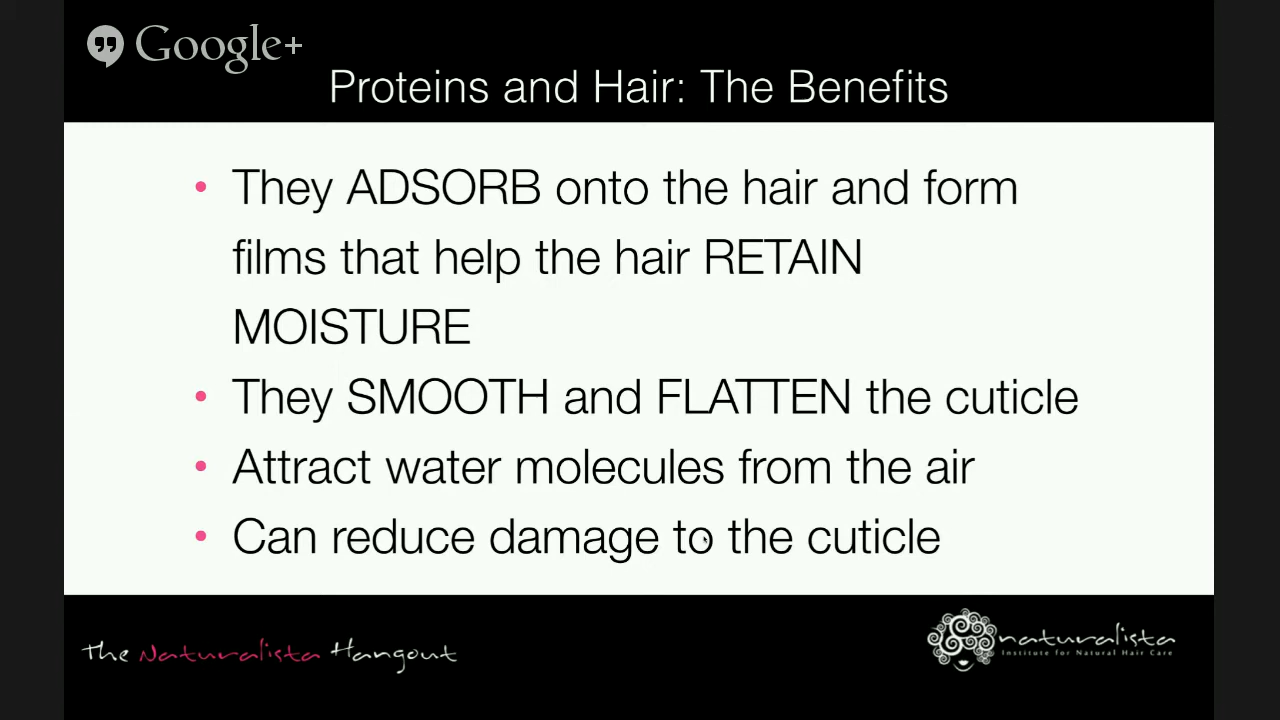 Google+
Proteins and Hair: The Benefits
• They ADSORB onto the hair and form
films that help the hair RETAIN
MOISTURE
• They SMOOTH and FLATTEN the cuticle
• Attract water molecules from the air
• Can reduce damage to the cuticle
The Naturalista Hangout
naturalista
Institute for Natural Hair Care